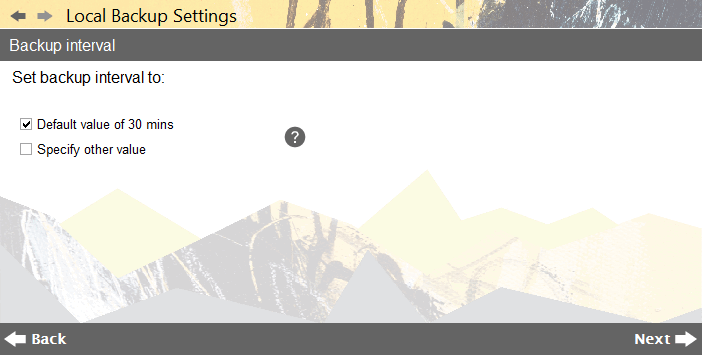 Local Backup Settings
Backup interval
Set backup interval to:
Default value of 30 mins
?
Specify other value
Back
Next